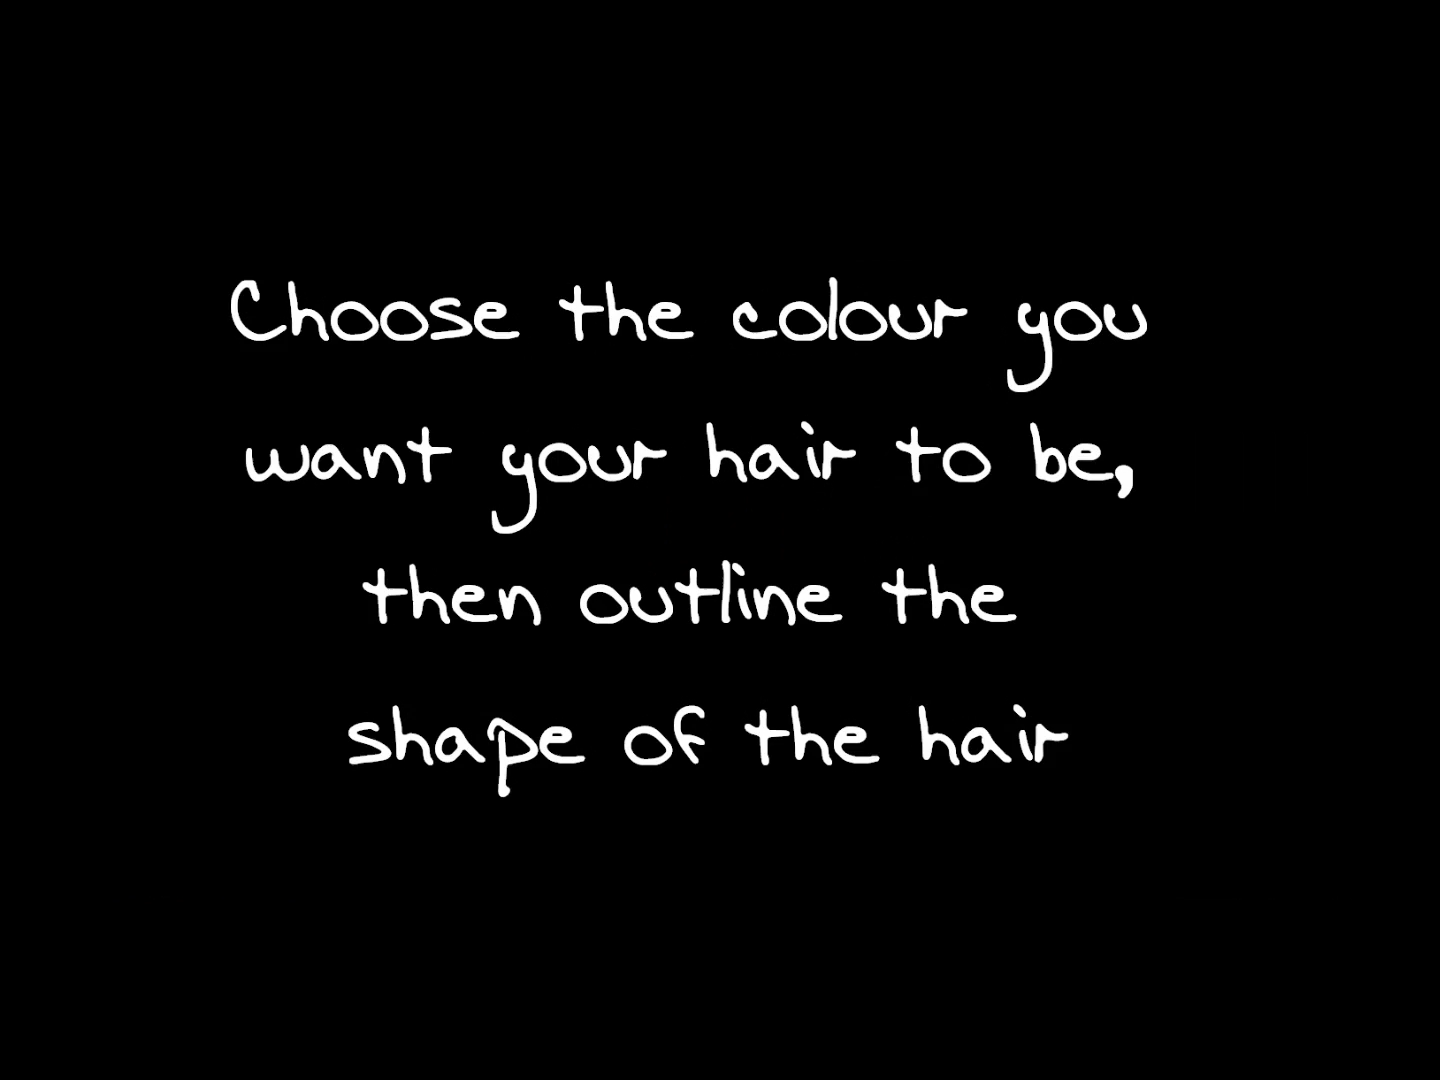 Choose the colour you
want your hair to be,
then outline the
shape of the hair